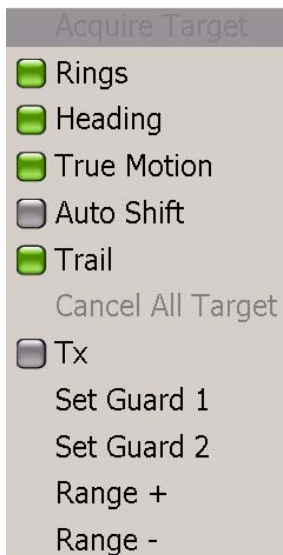 Acquire Target
Rings
Heading
True Motion
Auto Shift
Trail
Cancel All Target
Tx
Set Guard 1
Set Guard 2
Range +
Range -